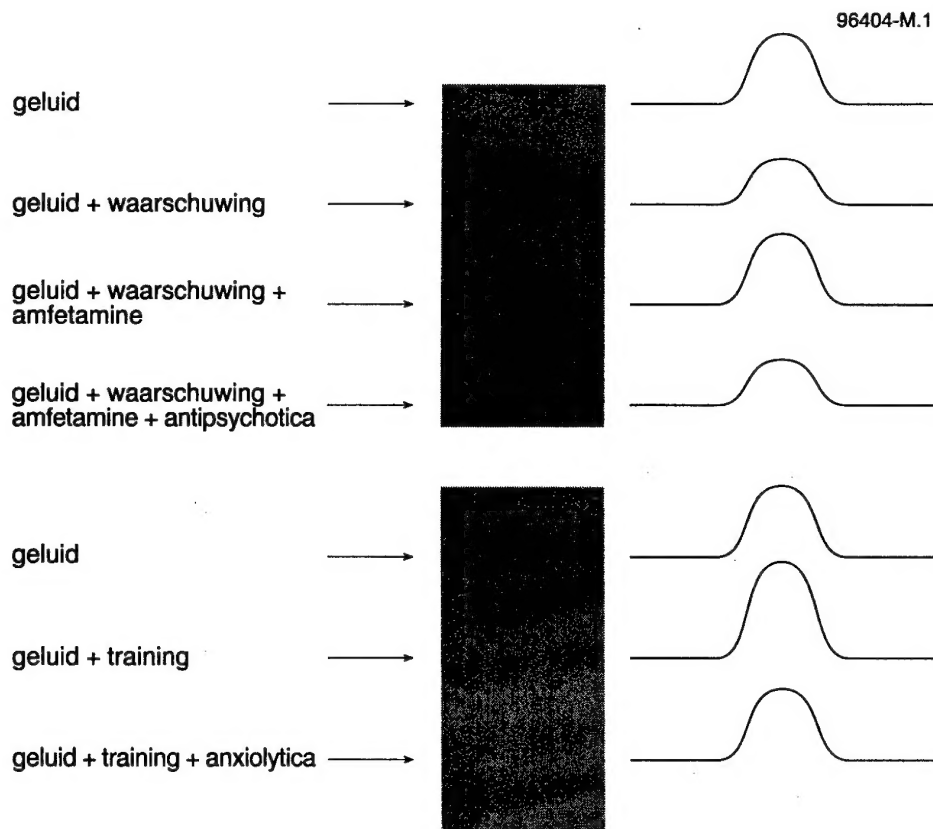 96404-M.1
geluid
geluid + waarschuwing
geluid + waarschuwing +
amfetamine
geluid + waarschuwing +
amfetamine + antipsychotica
geluid
geluid + training
geluid + training + anxiolytica